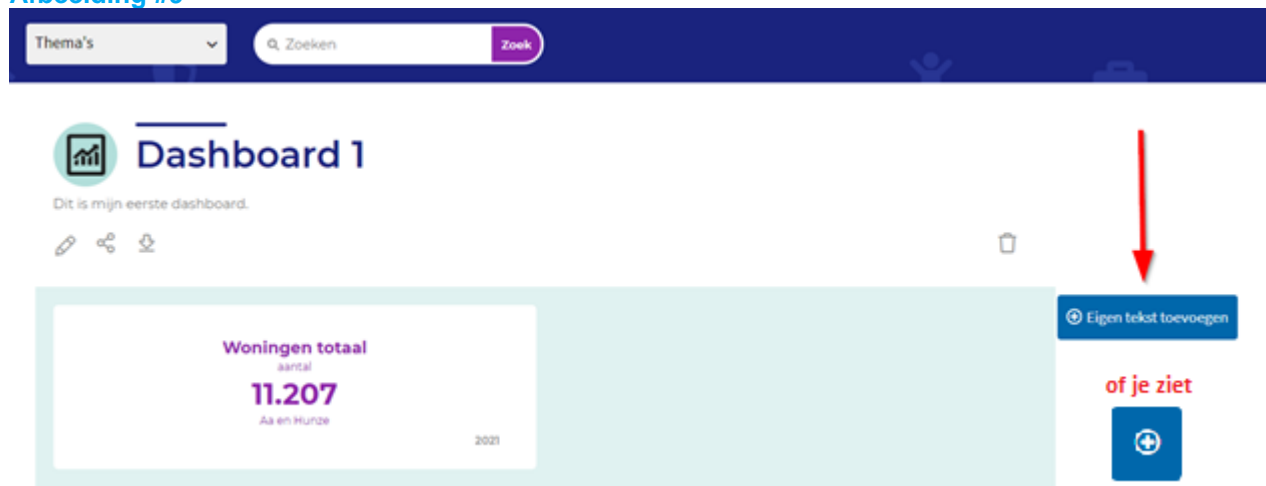 Thema's
Zoeken
Zoek
Dashboard 1
Dit is mijn eerste dashboard.
Eigen tekst toevoegen
Woningen totaal
aantal
11.207
Aa en Hunze
2021
of je ziet